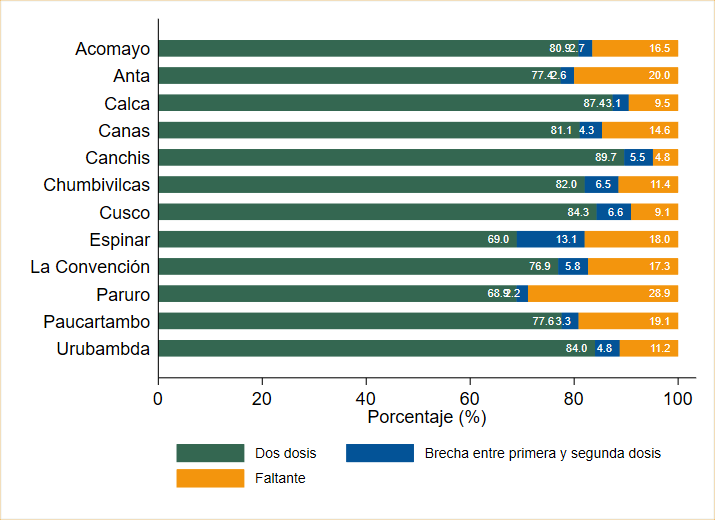 Acomayo 80.9 2.7 16.5
Anta 77.4 2.6 20.0
Calca 87.4 3.1 9.5
Canas 81.1 4.3 14.6
Canchis 89.7 5.5 4.8
Chumbivilcas 82.0 6.5 11.4
Cusco 84.3 6.6 9.1
Espinar 69.0 13.1 18.0
La Convención 76.9 5.8 17.3
Paruro 68.9 2.2 28.9
Paucartambo 77.6 3.3 19.1
Urubambda 84.0 4.8 11.2
0 20 40 60 80 100
Porcentaje (%)
Dos dosis Brecha entre primera y segunda dosis
Faltante